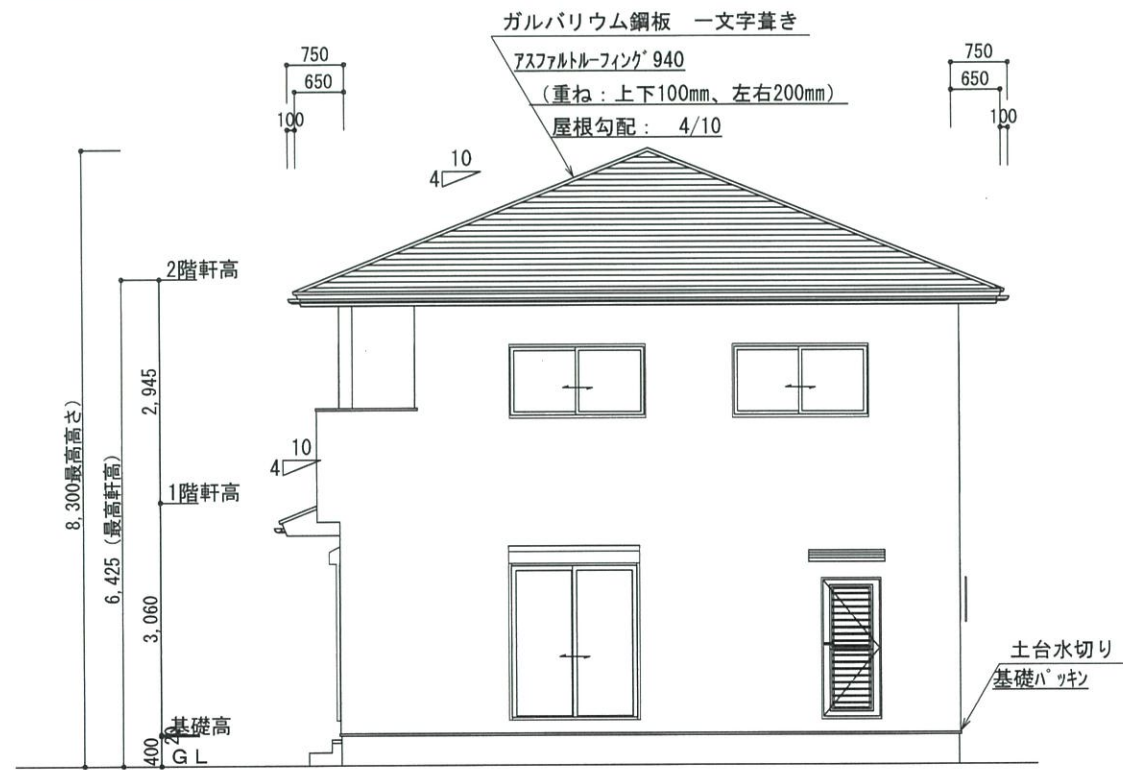 ガルバリウム鋼板　一文字葺き
アスファルトルーフィング 940
（重ね：上下100mm、左右200mm）
屋根勾配：　4/10
750
650
100
750
650
100
10
4
2階軒高
2,945
8,300最高高さ）
6,425（最高軒高）
10
4
1階軒高
3,060
土台水切り
基礎パッキン
基礎高
20
400
ＧＬ